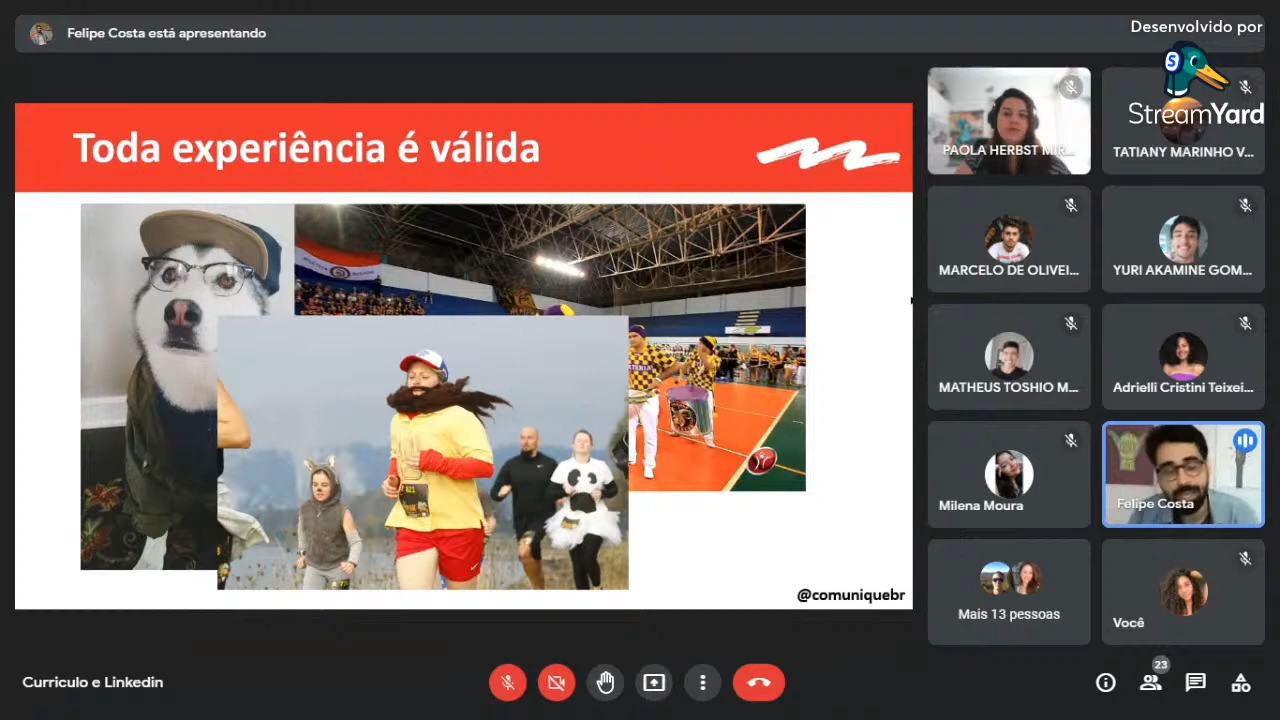 Felipe Costa está apresentando
Desenvolvido por
StreamYard
Toda experiência é válida
@comuniquebr
PAOLA HERBST MIR...
TATIANY MARINHO V...
MARCELO DE OLIVEI...
YURI AKAMINE GOM...
MATHEUS TOSHIO M...
Adrielli Cristini Teixei...
Milena Moura
Felipe Costa
Mais 13 pessoas
Você
Curriculo e Linkedin
23